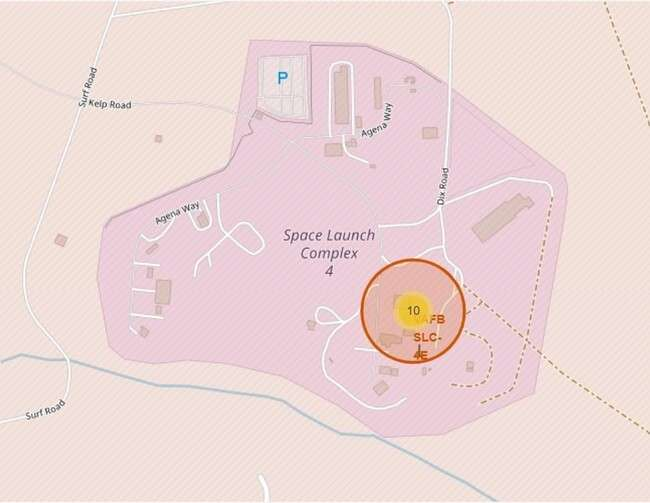 P
Surf Road
Kelp Road
Agena Way
Dix Road
Agena Way
Space Launch
Complex
4
10
VAFB
SLC-
4E
Surf Road